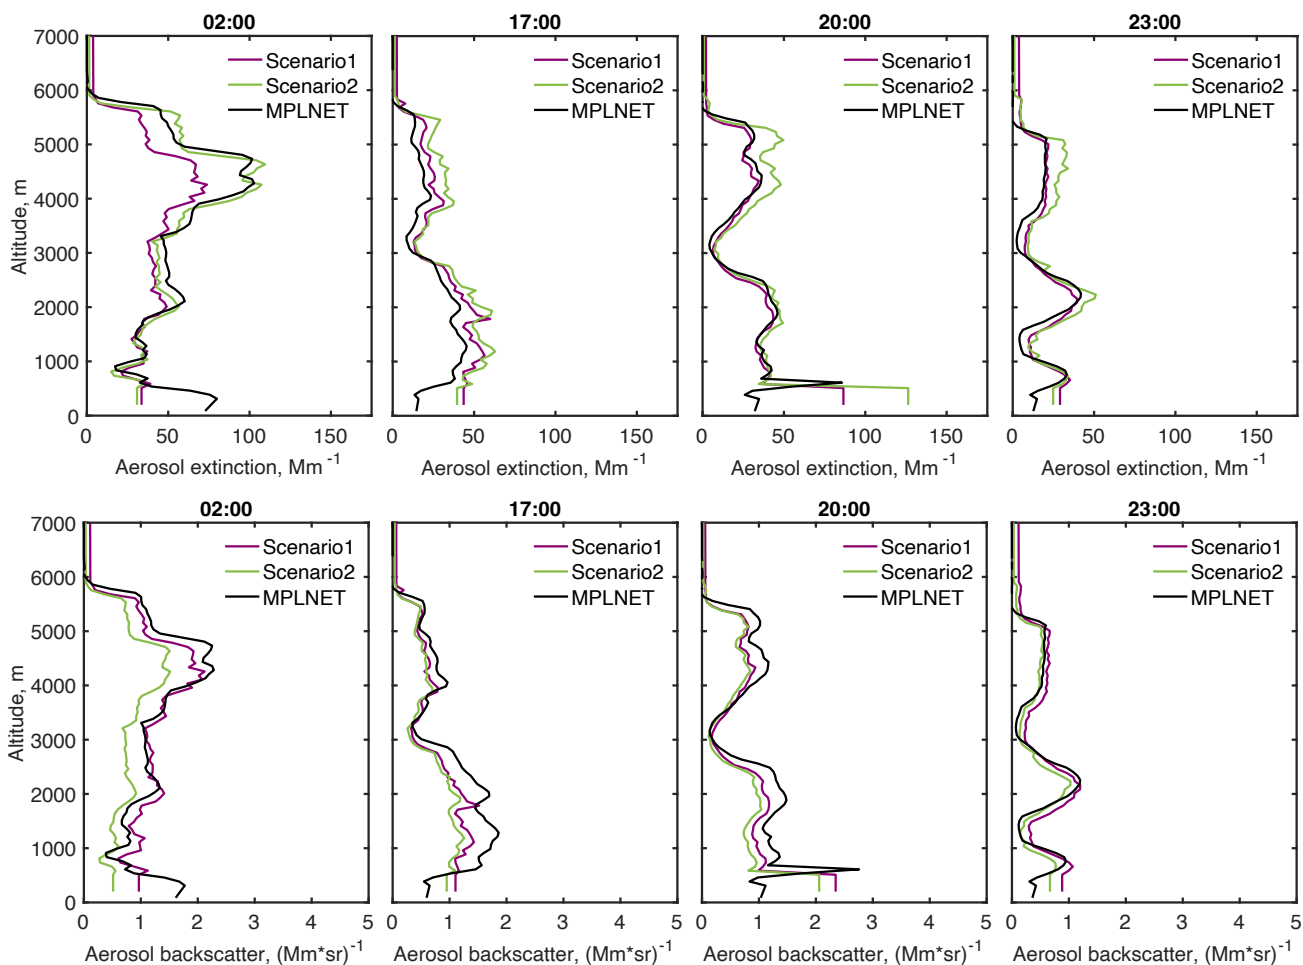 02:00 17:00 20:00 23:00
7000
6000
5000
4000
3000
2000
1000
0
Altitude, m
Scenario1
Scenario2
MPLNET
Scenario1
Scenario2
MPLNET
Scenario1
Scenario2
MPLNET
Scenario1
Scenario2
MPLNET
0 50 100 150 0 50 100 150 0 50 100 150 0 50 100 150
Aerosol extinction, Mm-1 Aerosol extinction, Mm-1 Aerosol extinction, Mm-1 Aerosol extinction, Mm-1
02:00 17:00 20:00 23:00
7000
6000
5000
4000
3000
2000
1000
0
Altitude, m
Scenario1
Scenario2
MPLNET
Scenario1
Scenario2
MPLNET
Scenario1
Scenario2
MPLNET
Scenario1
Scenario2
MPLNET
0 1 2 3 4 5 0 1 2 3 4 5 0 1 2 3 4 5 0 1 2 3 4 5
Aerosol backscatter, (Mm*sr)-1 Aerosol backscatter, (Mm*sr)-1 Aerosol backscatter, (Mm*sr)-1 Aerosol backscatter, (Mm*sr)-1